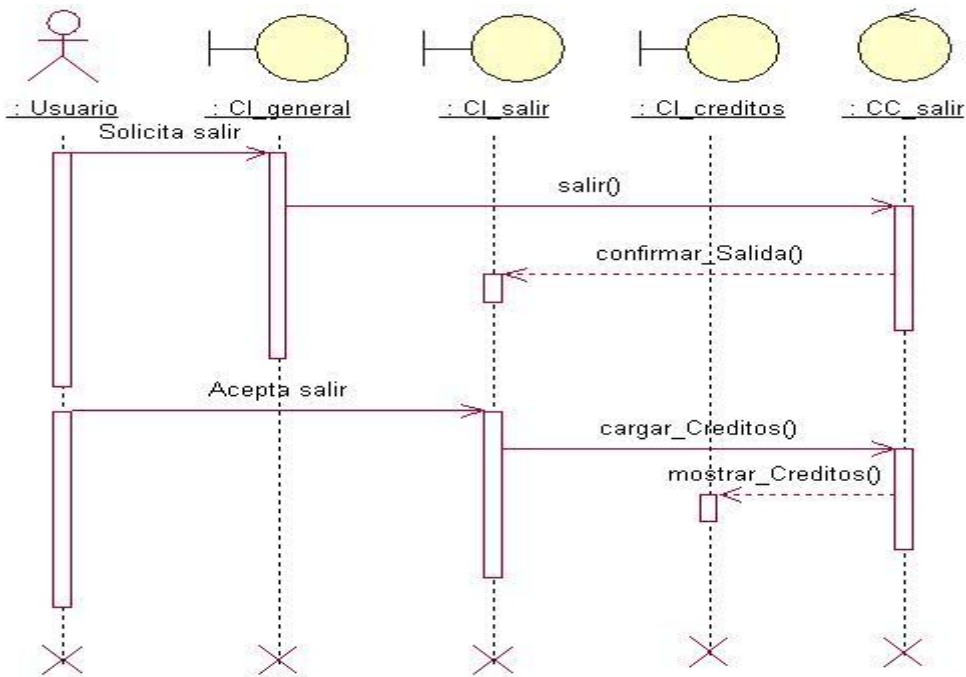 : Usuario
: CI_general
: CI_salir
: CI_creditos
: CC_salir
Solicita salir
salir()
confirmar_Salida()
Acepta salir
cargar_Creditos()
mostrar_Creditos()